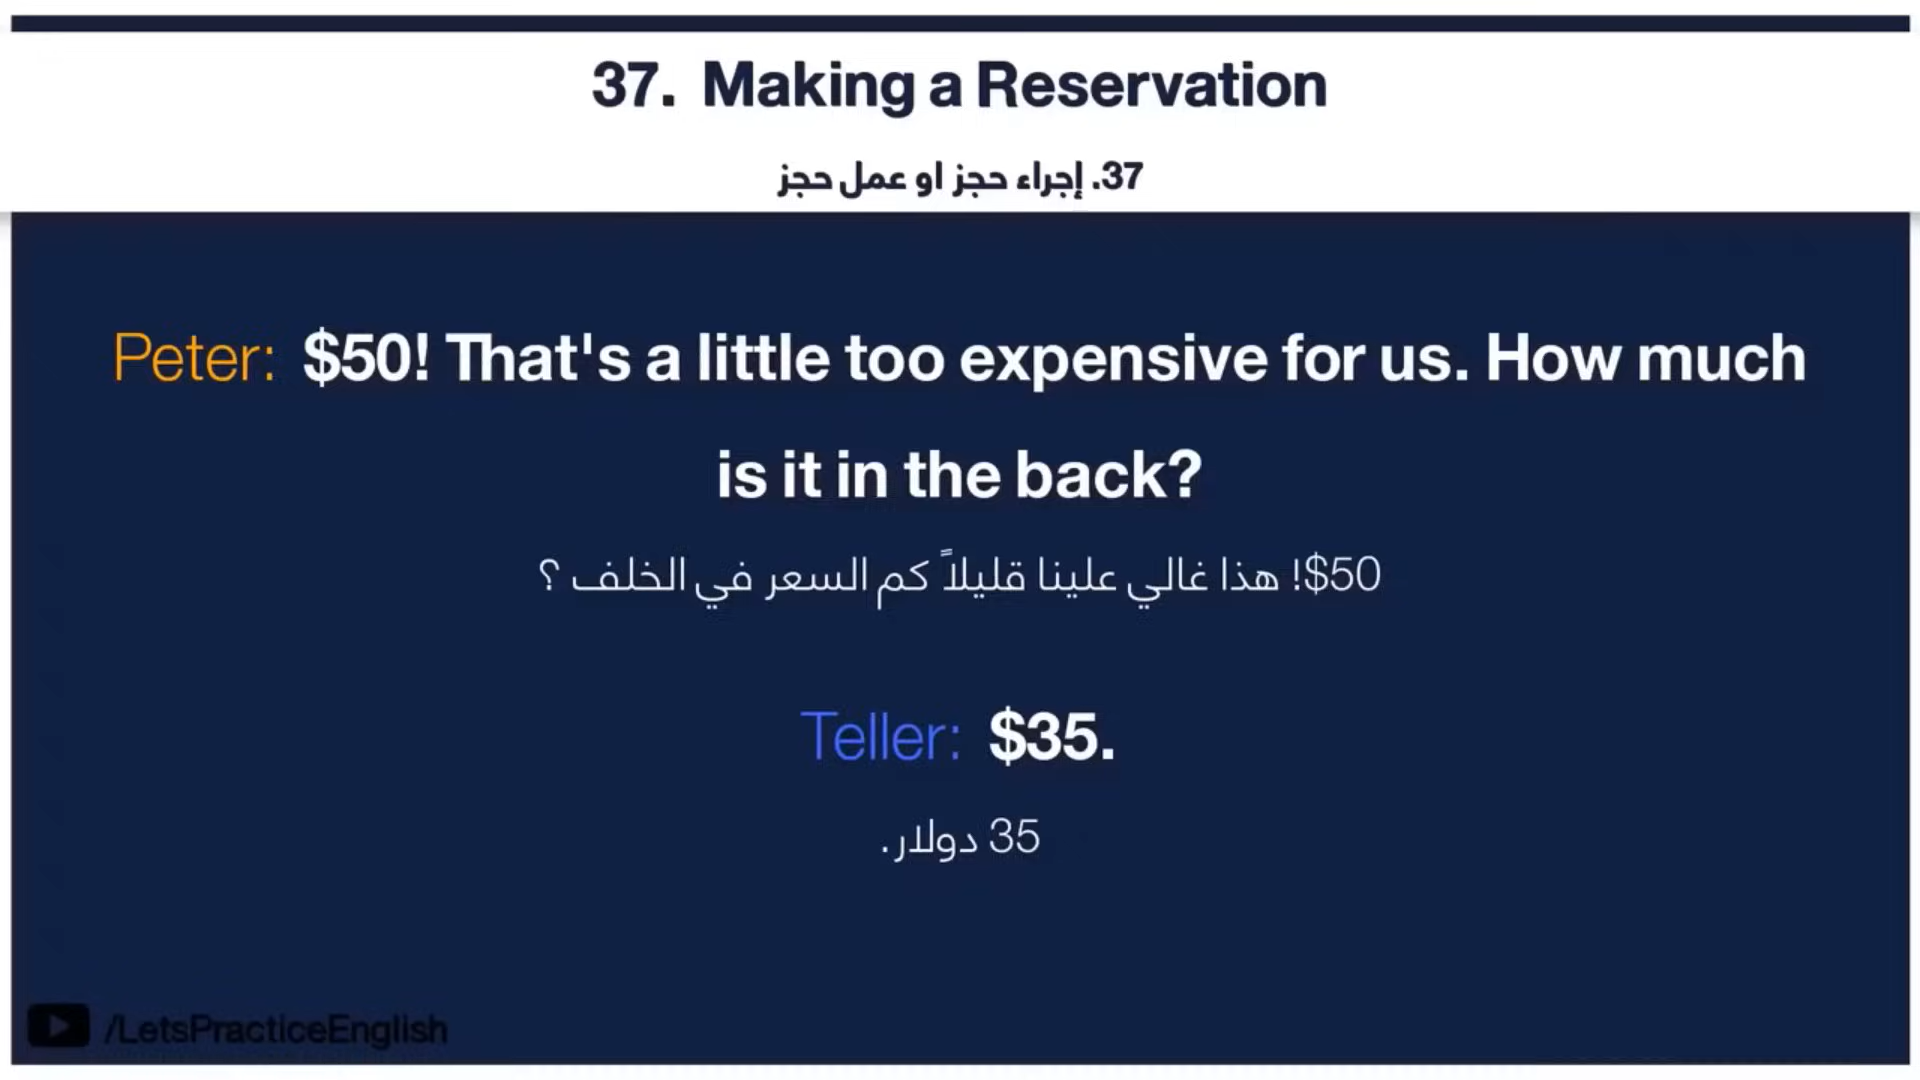 37. Making a Reservation
37. إجراء حجز او عمل حجز
Peter: $50! That's a little too expensive for us. How much
is it in the back?
50$! هذا غالي علينا قليلاً كم السعر في الخلف ؟
Teller: $35.
35 دولار.
/LetsPracticeEnglish